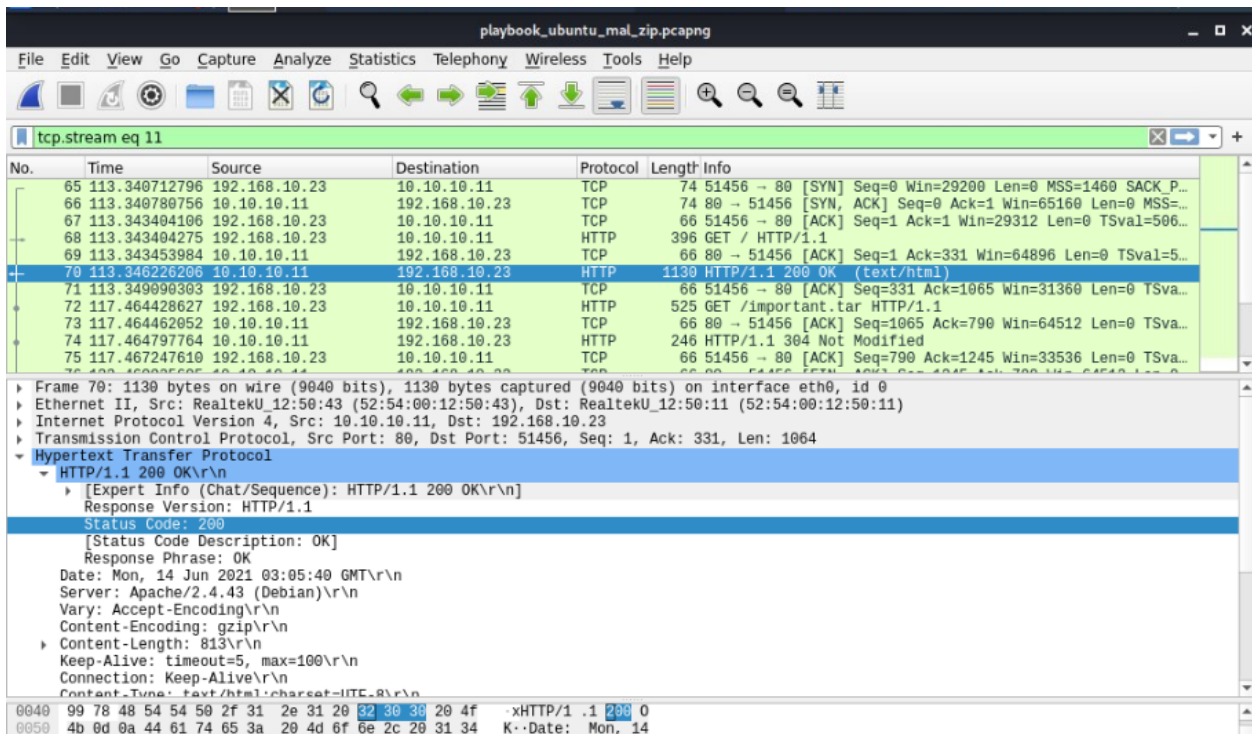 playbook_ubuntu_mal_zip.pcapng
File Edit View Go Capture Analyze Statistics Telephony Wireless Tools Help
tcp.stream eq 11
No. Time Source Destination Protocol Length Info
65 113.340712796 192.168.10.23 10.10.10.11 TCP 74 51456 → 80 [SYN] Seq=0 Win=29200 Len=0 MSS=1460 SACK_P…
66 113.340780756 10.10.10.11 192.168.10.23 TCP 74 80 → 51456 [SYN, ACK] Seq=0 Ack=1 Win=65160 Len=0 MSS=…
67 113.343404106 192.168.10.23 10.10.10.11 TCP 66 51456 → 80 [ACK] Seq=1 Ack=1 Win=29312 Len=0 TSval=506…
68 113.343404275 192.168.10.23 10.10.10.11 HTTP 396 GET / HTTP/1.1
69 113.343453984 10.10.10.11 192.168.10.23 TCP 66 80 → 51456 [ACK] Seq=1 Ack=331 Win=64896 Len=0 TSval=5…
70 113.346226206 10.10.10.11 192.168.10.23 HTTP 1130 HTTP/1.1 200 OK (text/html)
71 113.349090303 192.168.10.23 10.10.10.11 TCP 66 51456 → 80 [ACK] Seq=331 Ack=1065 Win=31360 Len=0 TSva…
72 117.464428627 192.168.10.23 10.10.10.11 HTTP 525 GET /important.tar HTTP/1.1
73 117.464462052 10.10.10.11 192.168.10.23 TCP 66 80 → 51456 [ACK] Seq=1065 Ack=790 Win=64512 Len=0 TSva…
74 117.464797764 10.10.10.11 192.168.10.23 HTTP 246 HTTP/1.1 304 Not Modified
75 117.467247610 192.168.10.23 10.10.10.11 TCP 66 51456 → 80 [ACK] Seq=790 Ack=1245 Win=33536 Len=0 TSva…
Frame 70: 1130 bytes on wire (9040 bits), 1130 bytes captured (9040 bits) on interface eth0, id 0
Ethernet II, Src: RealtekU_12:50:43 (52:54:00:12:50:43), Dst: RealtekU_12:50:11 (52:54:00:12:50:11)
Internet Protocol Version 4, Src: 10.10.10.11, Dst: 192.168.10.23
Transmission Control Protocol, Src Port: 80, Dst Port: 51456, Seq: 1, Ack: 331, Len: 1064
Hypertext Transfer Protocol
HTTP/1.1 200 OK\r\n
[Expert Info (Chat/Sequence): HTTP/1.1 200 OK\r\n]
Response Version: HTTP/1.1
Status Code: 200
[Status Code Description: OK]
Response Phrase: OK
Date: Mon, 14 Jun 2021 03:05:40 GMT\r\n
Server: Apache/2.4.43 (Debian)\r\n
Vary: Accept-Encoding\r\n
Content-Encoding: gzip\r\n
Content-Length: 813\r\n
Keep-Alive: timeout=5, max=100\r\n
Connection: Keep-Alive\r\n
Content-Type: text/html;charset=UTF-8\r\n
0040 99 78 48 54 54 50 2f 31 2e 31 20 32 30 30 20 4f ·xHTTP/1 .1 200 O
0050 4b 0d 0a 44 61 74 65 3a 20 4d 6f 6e 2c 20 31 34 K··Date: Mon, 14